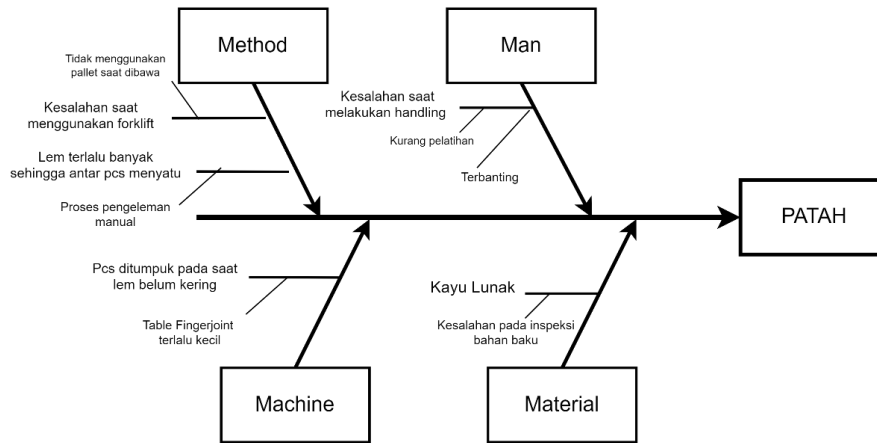 Method
Man
Tidak menggunakan
pallet saat dibawa
Kesalahan saat
menggunakan forklift
Lem terlalu banyak
sehingga antar pcs menyatu
Proses pengeleman
manual
Kesalahan saat
melakukan handling
Kurang pelatihan
Terbanting
PATAH
Pcs ditumpuk pada saat
lem belum kering
Table Fingerjoint
terlalu kecil
Kayu Lunak
Kesalahan pada inspeksi
bahan baku
Machine
Material